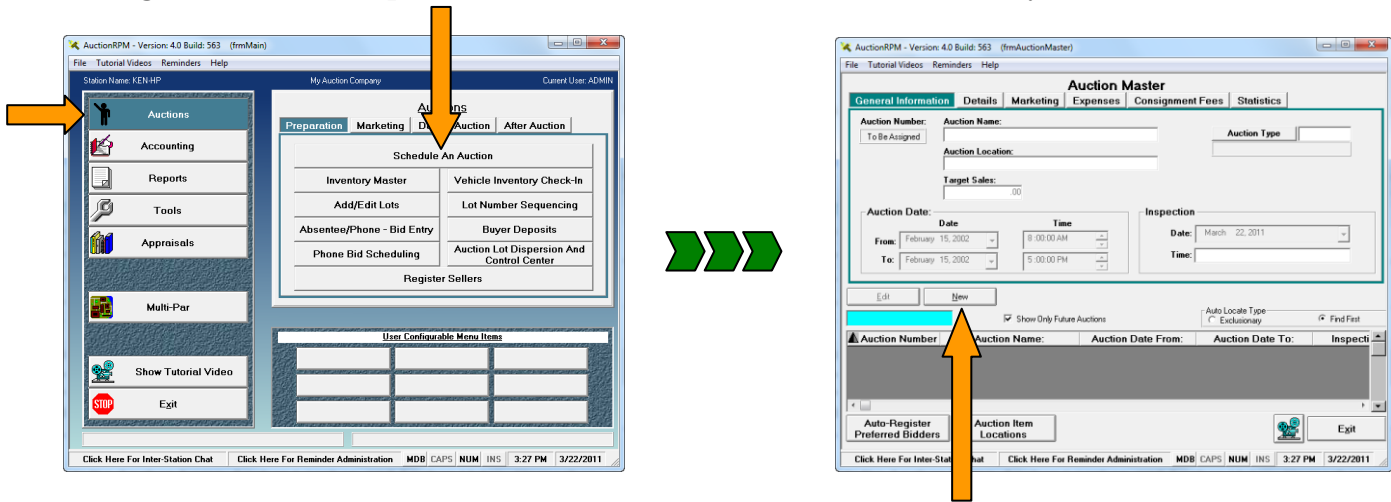 AuctionRPM - Version: 4.0 Build: 563 (frmMain)
File Tutorial Videos Reminders Help
Station Name: KEN-HP My Auction Company Current User: ADMIN
Auctions
Accounting
Reports
Tools
Appraisals
Multi-Par
Show Tutorial Video
STOP Exit
Preparation Marketing Auction After Auction
Schedule An Auction
Inventory Master Vehicle Inventory Check-In
Add/Edit Lots Lot Number Sequencing
Absentee/Phone - Bid Entry Buyer Deposits
Phone Bid Scheduling Auction Lot Dispersion And
Control Center
Register Sellers
User Configurable Menu Items
Click Here For Inter-Station Chat Click Here For Reminder Administration MDB CAPS NUM INS 3:27 PM 3/22/2011
AuctionRPM - Version: 4.0 Build: 563 (frmAuctionMaster)
File Tutorial Videos Reminders Help
Auction Master
General Information Details Marketing Expenses Consignment Fees Statistics
Auction Number: Auction Name:
To Be Assigned Auction Type
Auction Location:
Target Sales:
.00
Auction Date: Inspection
Date Time Date: March 22, 2011
From: February 15, 2002 8:00:00 AM
To: February 15, 2002 5:00:00 PM Time:
Edit New
Show Only Future Auctions Auto Locate Type
Exclusionary Find First
Auction Number Auction Name: Auction Date From: Auction Date To: Inspecti
Auto-Register
Preferred Bidders
Auction Item
Locations
Exit
Click Here For Inter-Stat hat Click Here For Reminder Administration MDB CAPS NUM INS 3:27 PM 3/22/2011